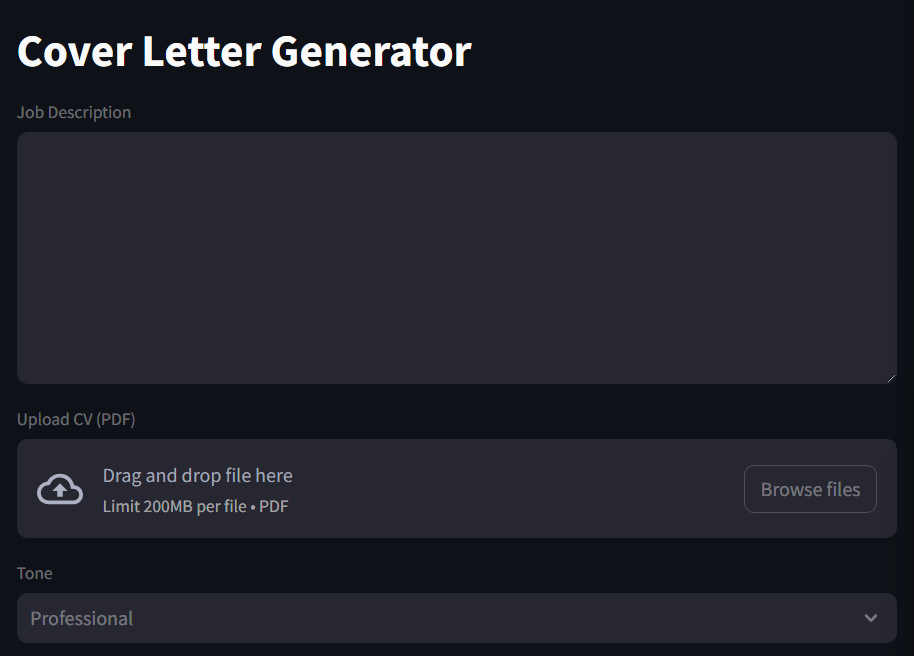 Cover Letter Generator
Job Description
Upload CV (PDF)
Drag and drop file here
Limit 200MB per file • PDF
Browse files
Tone
Professional